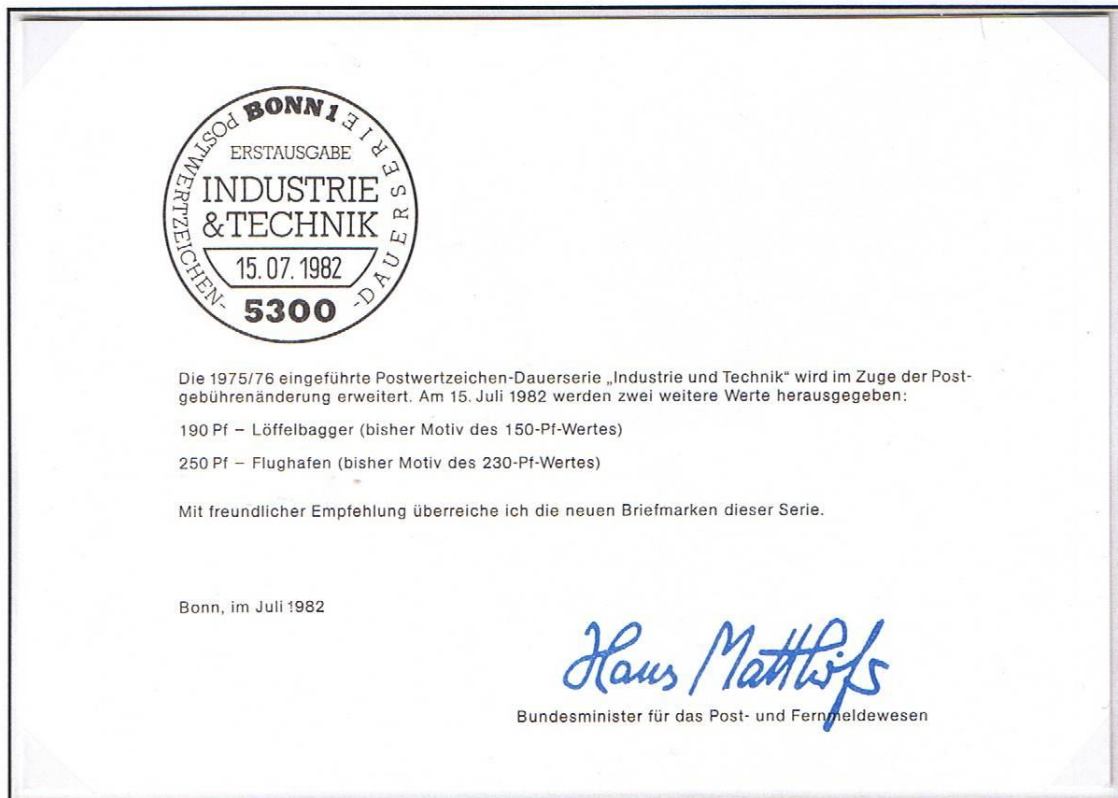 BONN 1
POSTWERTZEICHEN-
-DAUERSERIE
ERSTAUSGABE
INDUSTRIE
&TECHNIK
15.07.1982
5300
Die 1975/76 eingeführte Postwertzeichen-Dauerserie „Industrie und Technik“ wird im Zuge der Post-
gebührenänderung erweitert. Am 15. Juli 1982 werden zwei weitere Werte herausgegeben:
190 Pf – Löffelbagger (bisher Motiv des 150-Pf-Wertes)
250 Pf – Flughafen (bisher Motiv des 230-Pf-Wertes)
Mit freundlicher Empfehlung überreiche ich die neuen Briefmarken dieser Serie.
Bonn, im Juli 1982
Hans Matthöfs
Bundesminister für das Post- und Fernmeldewesen